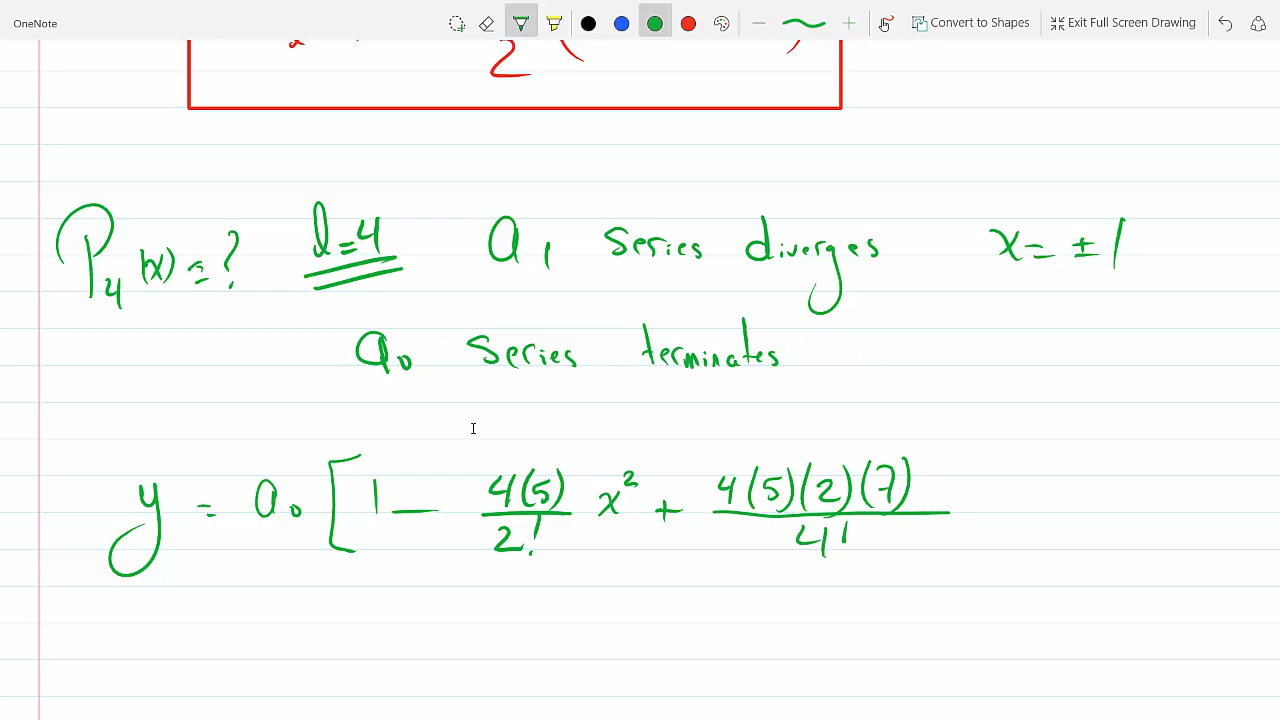 OneNote
Convert to Shapes
Exit Full Screen Drawing
2
P₄(x) = ? l=4 a₁ series diverges x = ±1
a₀ series terminates
y = a₀ [ 1 − 4(5)/2! x² + 4(5)(2)(7)/4!